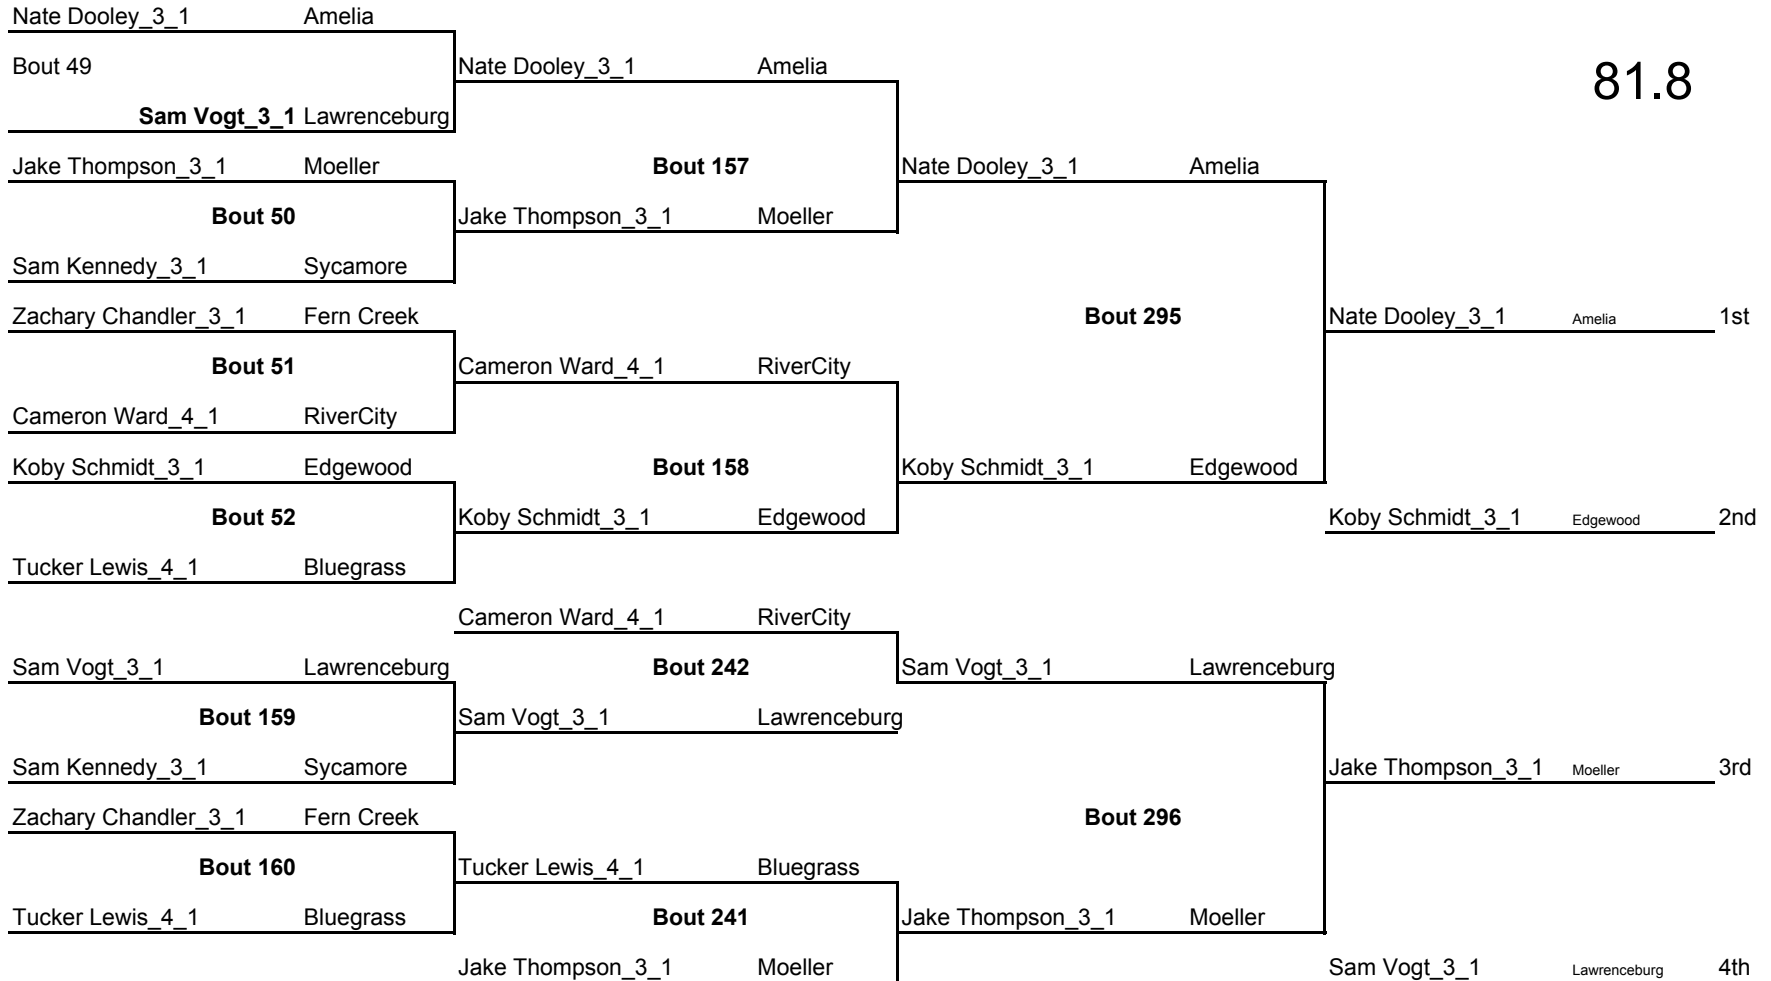 Nate Dooley_3_1 Amelia
Bout 49 Nate Dooley_3_1 Amelia 81.8
Sam Vogt_3_1 Lawrenceburg
Jake Thompson_3_1 Moeller Bout 157 Nate Dooley_3_1 Amelia
Bout 50 Jake Thompson_3_1 Moeller
Sam Kennedy_3_1 Sycamore
Zachary Chandler_3_1 Fern Creek Bout 295 Nate Dooley_3_1 Amelia 1st
Bout 51 Cameron Ward_4_1 RiverCity
Cameron Ward_4_1 RiverCity
Koby Schmidt_3_1 Edgewood Bout 158 Koby Schmidt_3_1 Edgewood
Bout 52 Koby Schmidt_3_1 Edgewood Koby Schmidt_3_1 Edgewood 2nd
Tucker Lewis_4_1 Bluegrass
Cameron Ward_4_1 RiverCity
Sam Vogt_3_1 Lawrenceburg Bout 242 Sam Vogt_3_1 Lawrenceburg
Bout 159 Sam Vogt_3_1 Lawrenceburg
Sam Kennedy_3_1 Sycamore Jake Thompson_3_1 Moeller 3rd
Zachary Chandler_3_1 Fern Creek Bout 296
Bout 160 Tucker Lewis_4_1 Bluegrass
Tucker Lewis_4_1 Bluegrass Bout 241 Jake Thompson_3_1 Moeller
Jake Thompson_3_1 Moeller Sam Vogt_3_1 Lawrenceburg 4th